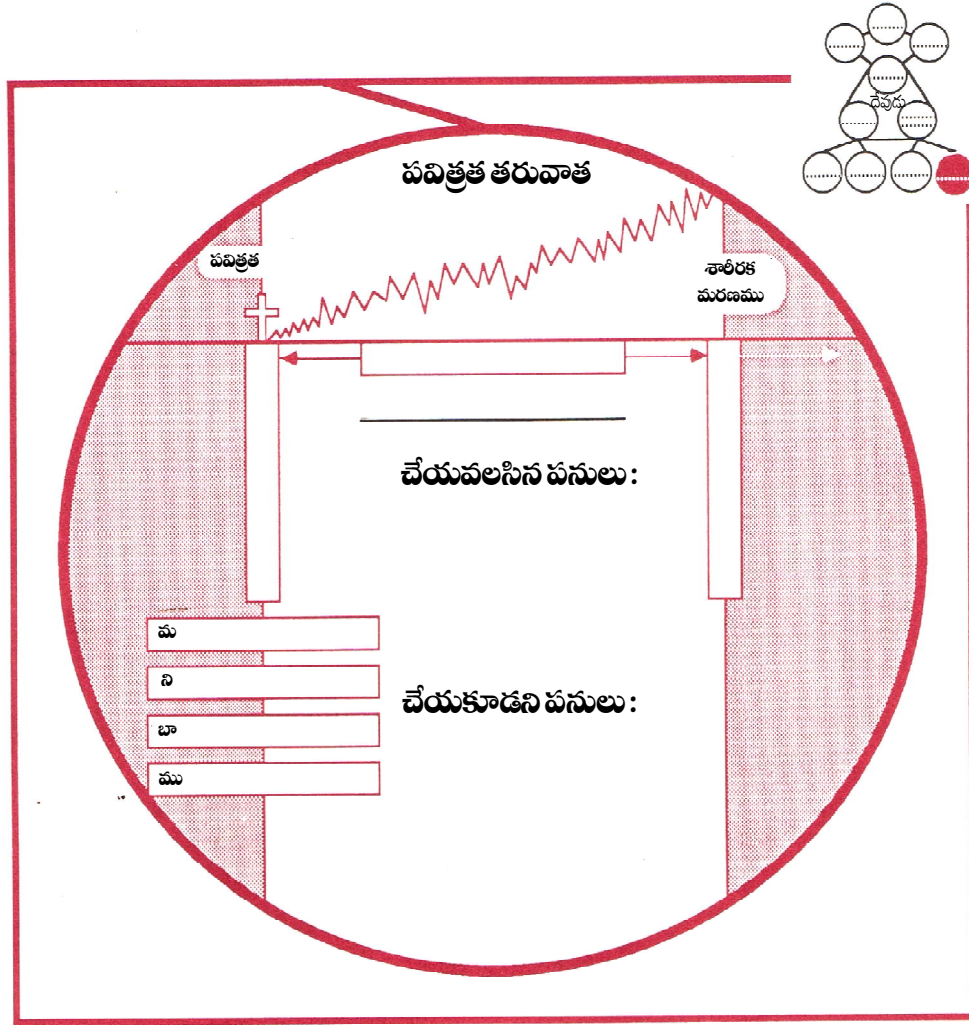 దేవుడు
పవిత్రత తరువాత
పవిత్రత
శారీరక
మరణము
చేయవలసిన పనులు:
మ
ని
చేయకూడని పనులు:
బా
ము